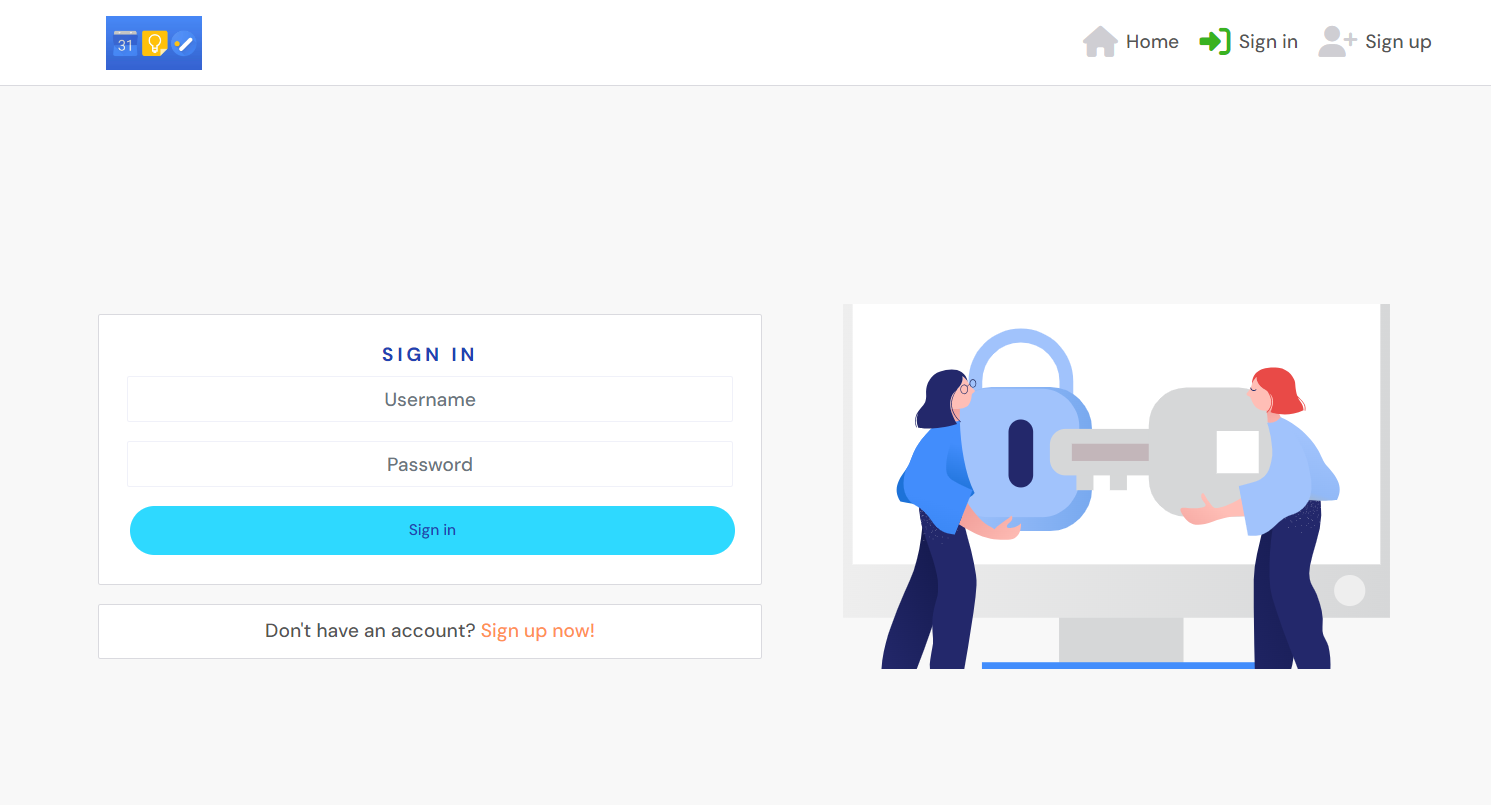 31
Home
Sign in
Sign up
SIGN IN
Username
Password
Sign in
Don't have an account? Sign up now!